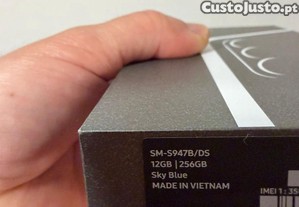 CustoJusto.pt
SM-S947B/DS
12GB | 256GB
Sky Blue
MADE IN VIETNAM
IMEI 1 : 35